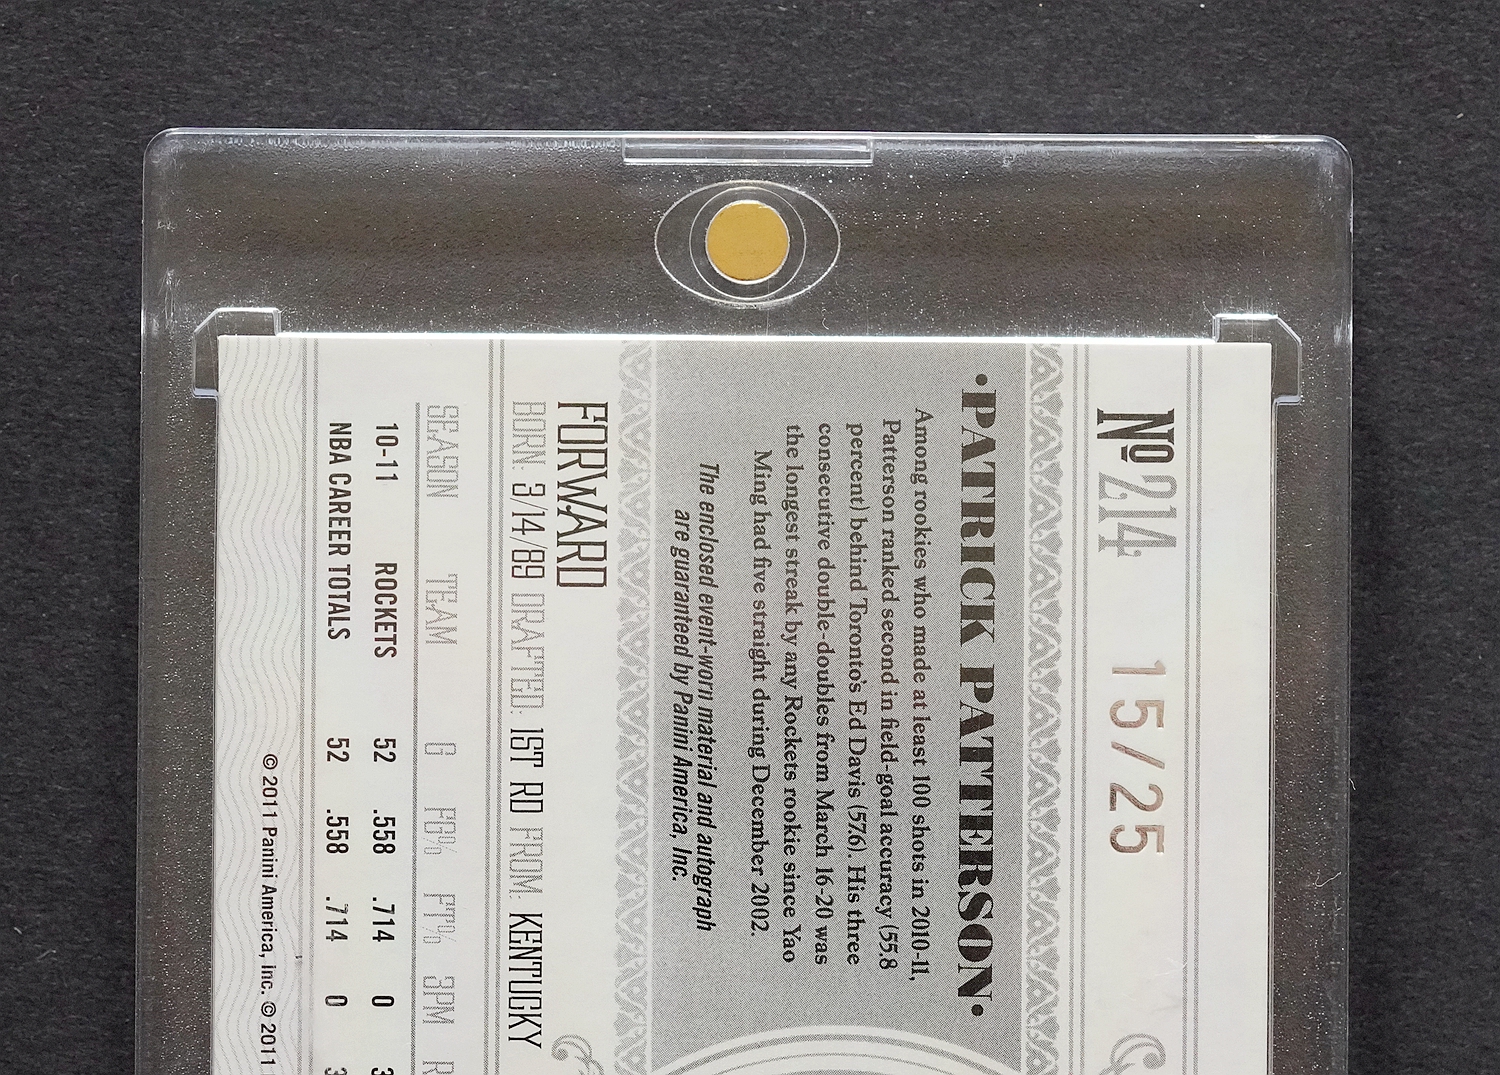 Nº 214 15/25
•PATRICK PATTERSON•
Among rookies who made at least 100 shots in 2010-11,
Patterson ranked second in field-goal accuracy (55.8
percent) behind Toronto's Ed Davis (57.6). His three
consecutive double-doubles from March 16-20 was
the longest streak by any Rockets rookie since Yao
Ming had five straight during December 2002.
The enclosed event-worn material and autograph
are guaranteed by Panini America, Inc.
FORWARD
BORN: 3/14/89 DRAFTED: 1ST RD FROM: KENTUCKY
SEASON TEAM G FG% FT% 3PM
10-11 ROCKETS 52 .558 .714 0
NBA CAREER TOTALS 52 .558 .714 0
© 2011 Panini America, Inc. © 2011